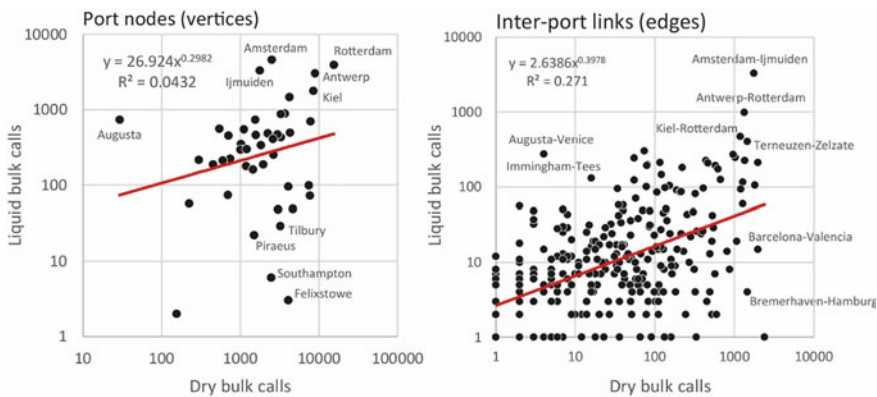 Port nodes (vertices)
10000
1000
100
10
1
Liquid bulk calls
y = 26.924x^0.2982
R² = 0.0432
Amsterdam
Rotterdam
Ijmuiden
Antwerp
Kiel
Augusta
Tilbury
Piraeus
Southampton
Felixstowe
10
100
1000
10000
100000
Dry bulk calls
Inter-port links (edges)
10000
1000
100
10
1
Liquid bulk calls
y = 2.6386x^0.3978
R² = 0.271
Amsterdam-Ijmuiden
Antwerp-Rotterdam
Kiel-Rotterdam
Augusta-Venice
Terneuzen-Zelzate
Immingham-Tees
Barcelona-Valencia
Bremerhaven-Hamburg
1
10
100
1000
10000
Dry bulk calls